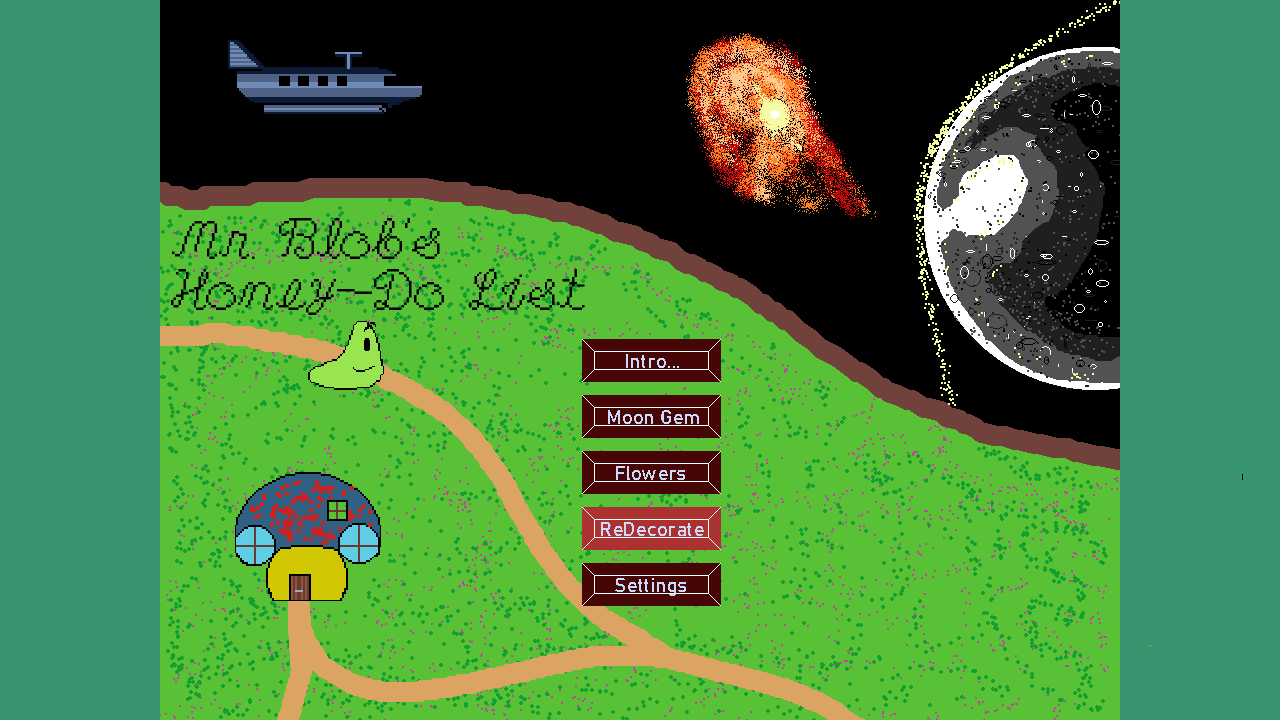 Mr. Blob's
Honey-Do List
Intro...
Moon Gem
Flowers
ReDecorate
Settings